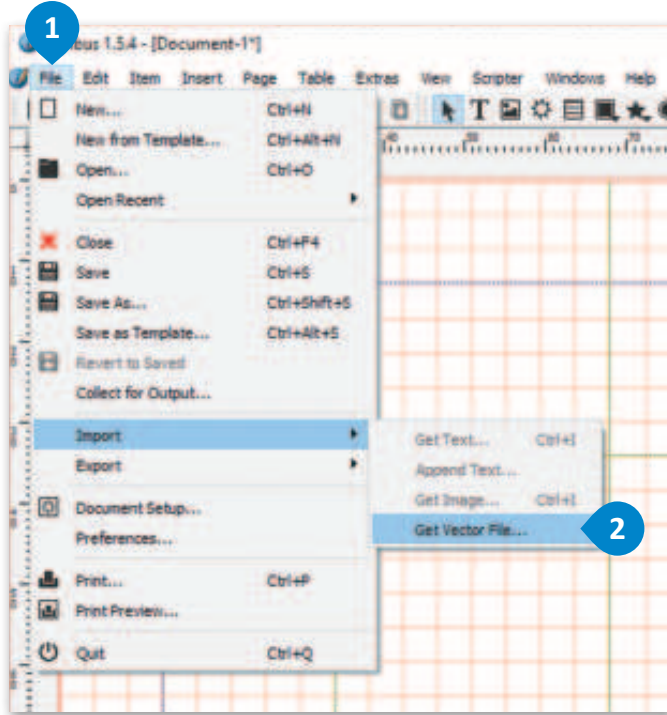 1
bus 1.5.4 - [Document-1*]
File Edit Item Insert Page Table Extras View Scripter Windows Help
New... Ctrl+N
New from Template... Ctrl+Alt+N
Open... Ctrl+O
Open Recent
Close Ctrl+F4
Save Ctrl+S
Save As... Ctrl+Shift+S
Save as Template... Ctrl+Alt+S
Revert to Saved
Collect for Output...
Import
Export
Get Text... Ctrl+I
Append Text...
Get Image... Ctrl+I
Get Vector File...
2
Document Setup...
Preferences...
Print... Ctrl+P
Print Preview...
Quit Ctrl+Q